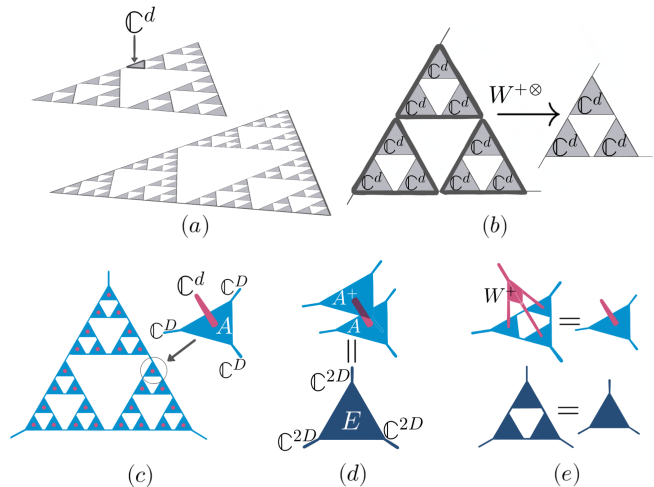 ℂ^d
(a)
ℂ^d
ℂ^d ℂ^d
ℂ^d ℂ^d
ℂ^d ℂ^d ℂ^d ℂ^d
W^{+⊗}
ℂ^d
ℂ^d ℂ^d
(b)
ℂ^d ℂ^D
ℂ^D A
ℂ^D
(c)
A^+
A
=
ℂ^{2D}
E
ℂ^{2D} ℂ^{2D}
(d)
W^+
=
=
(e)